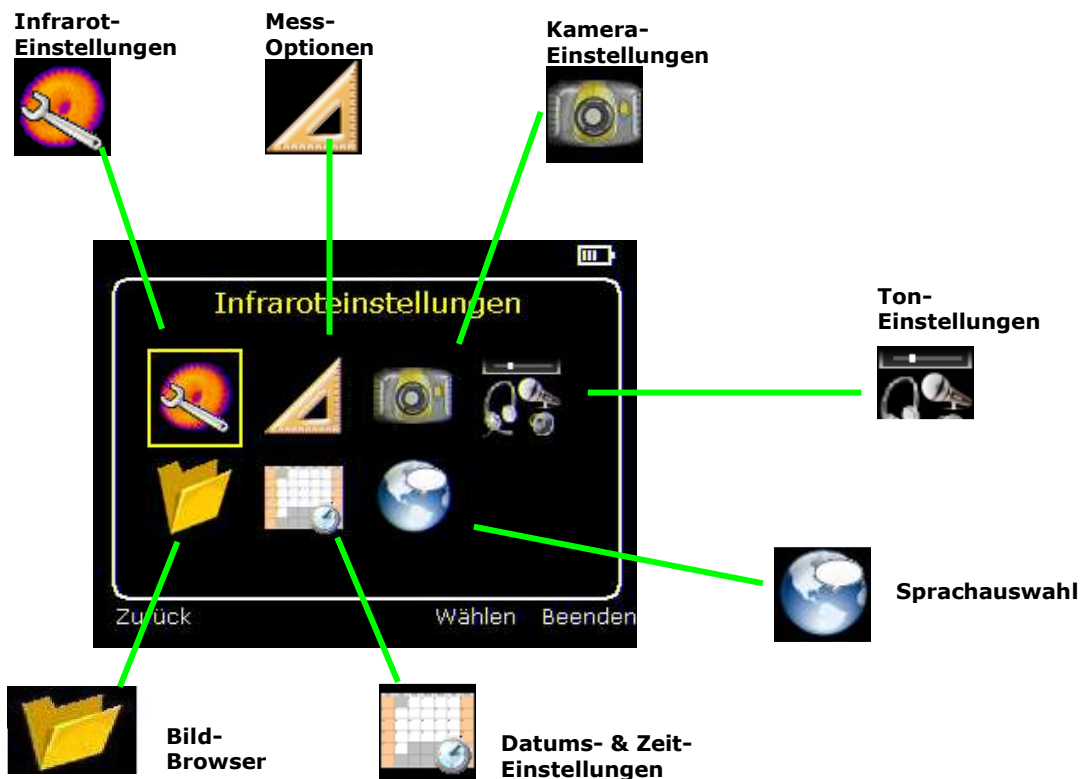 Infrarot-
Einstellungen
Mess-
Optionen
Kamera-
Einstellungen
Infraroteinstellungen
Ton-
Einstellungen
Zurück
Wählen
Beenden
Sprachauswahl
Bild-
Browser
Datums- & Zeit-
Einstellungen